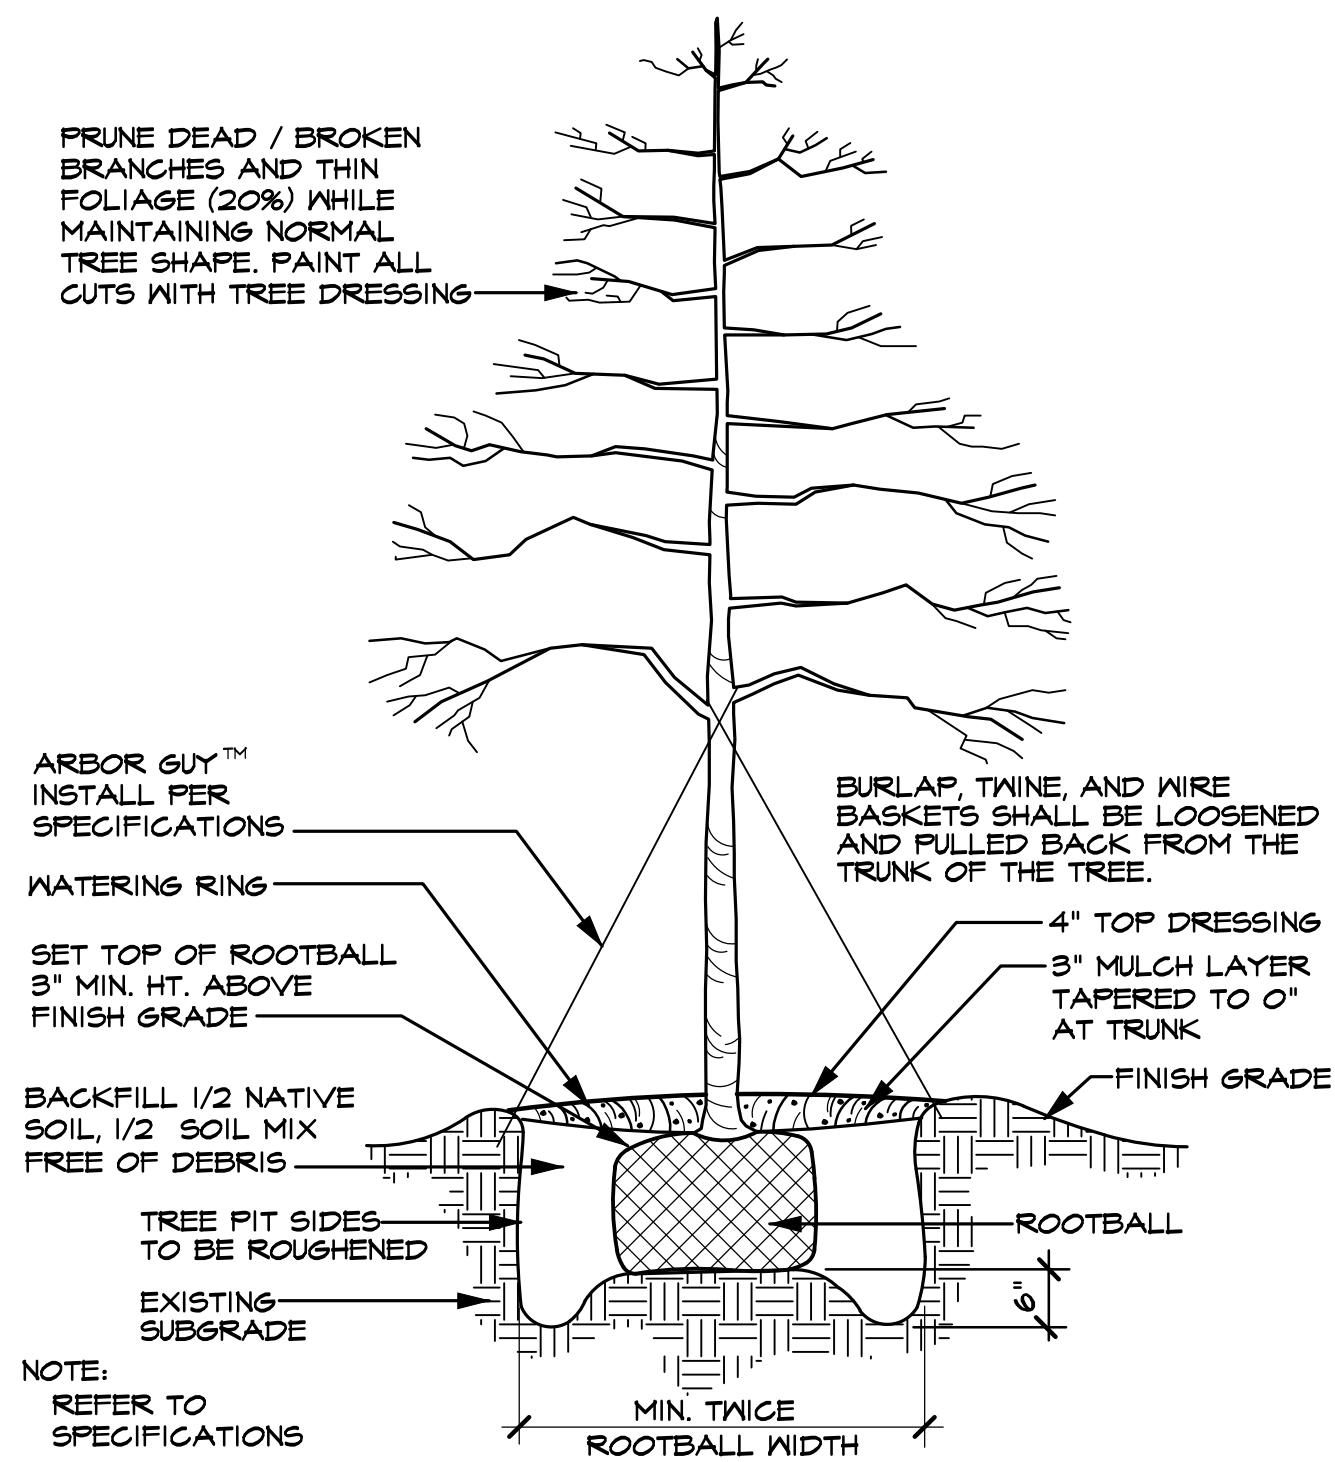 PRUNE DEAD / BROKEN
BRANCHES AND THIN
FOLIAGE (20%) WHILE
MAINTAINING NORMAL
TREE SHAPE. PAINT ALL
CUTS WITH TREE DRESSING
ARBOR GUY™
INSTALL PER
SPECIFICATIONS
WATERING RING
SET TOP OF ROOTBALL
3" MIN. HT. ABOVE
FINISH GRADE
BACKFILL 1/2 NATIVE
SOIL, 1/2 SOIL MIX
FREE OF DEBRIS
TREE PIT SIDES
TO BE ROUGHENED
EXISTING
SUBGRADE
NOTE:
REFER TO
SPECIFICATIONS
BURLAP, TWINE, AND WIRE
BASKETS SHALL BE LOOSENED
AND PULLED BACK FROM THE
TRUNK OF THE TREE.
4" TOP DRESSING
3" MULCH LAYER
TAPERED TO 0"
AT TRUNK
FINISH GRADE
ROOTBALL
6"
MIN. TWICE
ROOTBALL WIDTH